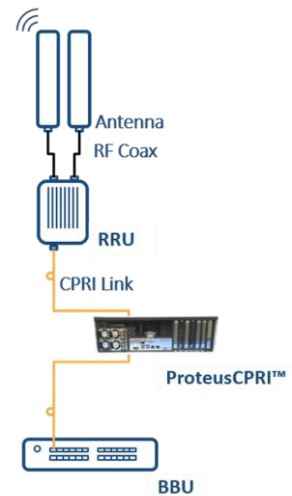 Antenna
RF Coax
RRU
CPRI Link
ProteusCPRI™
BBU